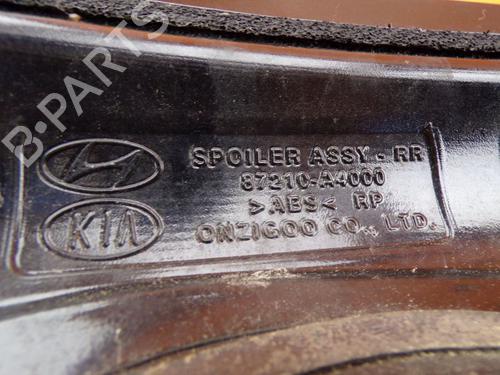 B-PARTS
SPOILER ASSY - RR
87210-A4000
>ABS< RP
KIA
ONZIGOO CO., LTD.